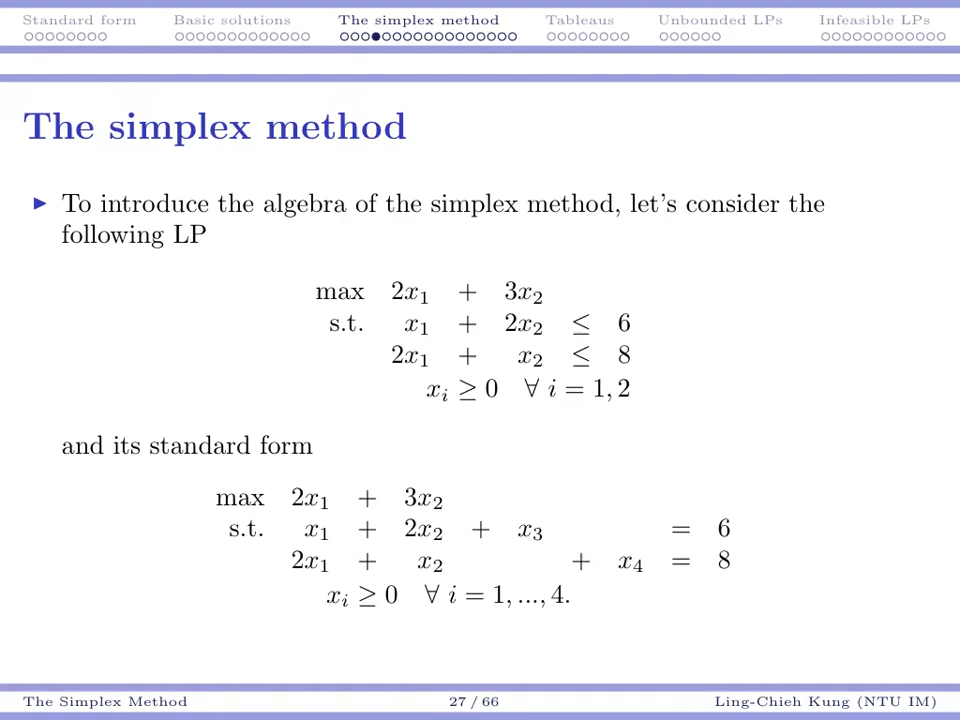 Standard form Basic solutions The simplex method Tableaus Unbounded LPs Infeasible LPs
The simplex method
► To introduce the algebra of the simplex method, let's consider the
following LP
max 2x₁ + 3x₂
s.t. x₁ + 2x₂ ≤ 6
2x₁ + x₂ ≤ 8
xᵢ ≥ 0 ∀ i = 1, 2
and its standard form
max 2x₁ + 3x₂
s.t. x₁ + 2x₂ + x₃ = 6
2x₁ + x₂ + x₄ = 8
xᵢ ≥ 0 ∀ i = 1, ..., 4.
The Simplex Method 27 / 66 Ling-Chieh Kung (NTU IM)